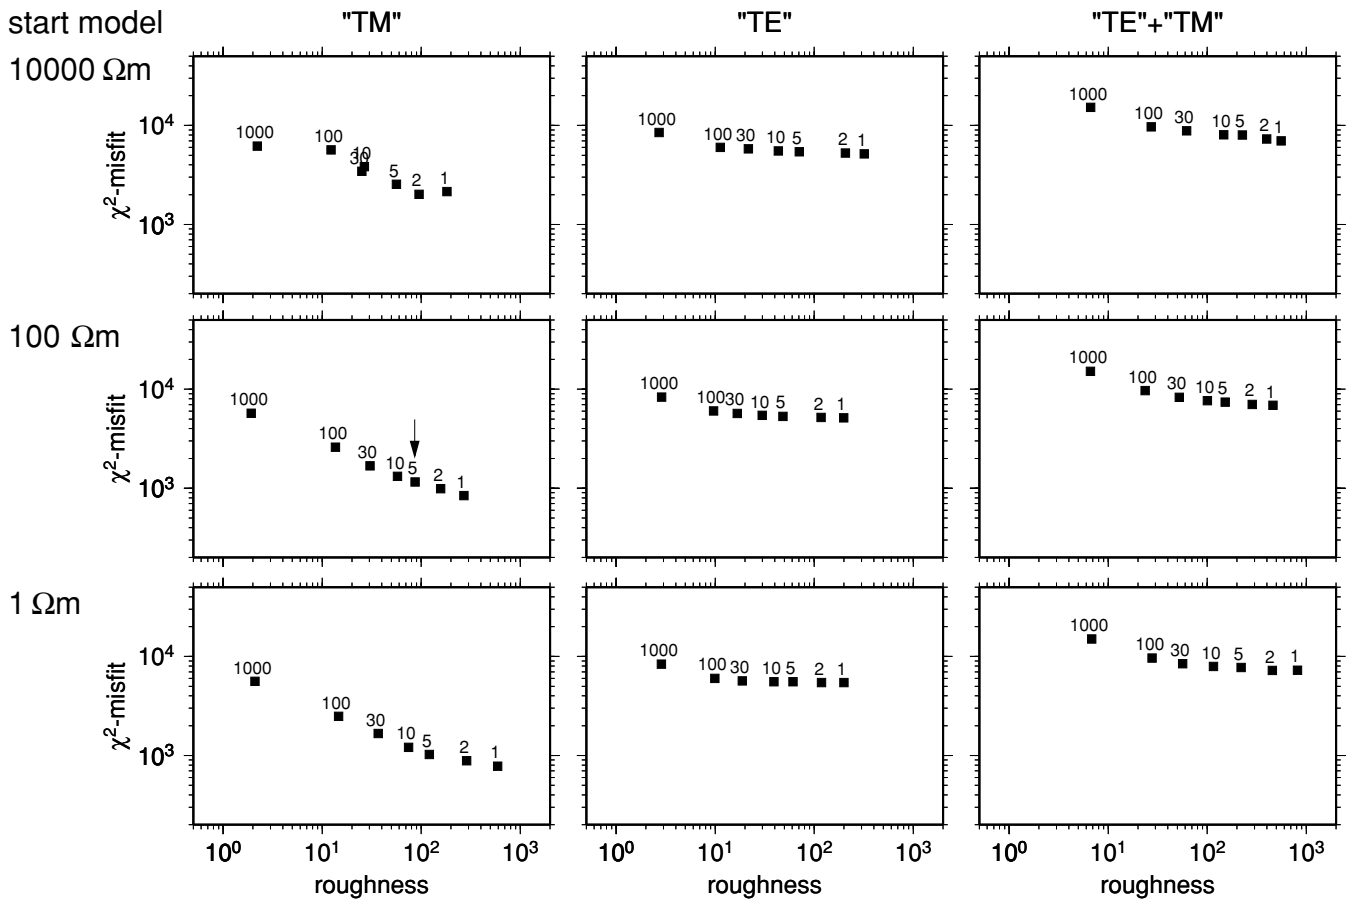 start model "TM" "TE" "TE"+"TM"
10000 Ωm
χ²-misfit
10⁴
10³
1000 100 10 30 5 2 1
1000 100 30 10 5 2 1
1000 100 30 10 5 2 1
100 Ωm
χ²-misfit
10⁴
10³
1000 100 30 10 5 2 1
1000 100 30 10 5 2 1
1000 100 30 10 5 2 1
1 Ωm
χ²-misfit
10⁴
10³
1000 100 30 10 5 2 1
1000 100 30 10 5 2 1
1000 100 30 10 5 2 1
10⁰ 10¹ 10² 10³ 10⁰ 10¹ 10² 10³ 10⁰ 10¹ 10² 10³
roughness roughness roughness